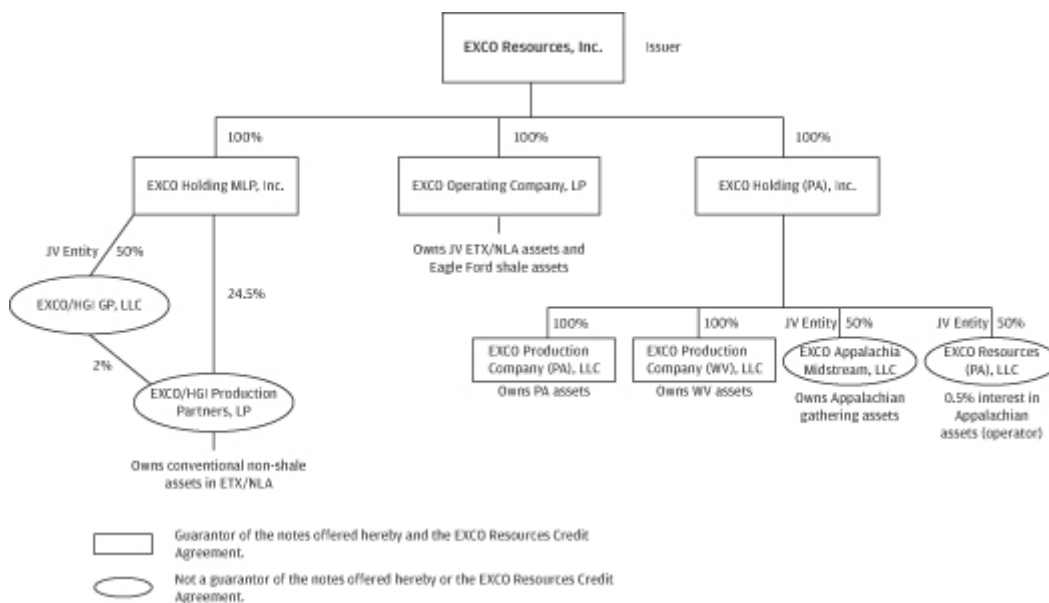 EXCO Resources, Inc.
Issuer
100%
100%
100%
EXCO Holding MLP, Inc.
EXCO Operating Company, LP
EXCO Holding (PA), Inc.
JV Entity
50%
Owns JV ETX/NLA assets and
Eagle Ford shale assets
EXCO/HGI GP, LLC
24.5%
2%
100%
100%
JV Entity
50%
JV Entity
50%
EXCO Production
Company (PA), LLC
EXCO Production
Company (WV), LLC
EXCO Appalachia
Midstream, LLC
EXCO Resources
(PA), LLC
Owns PA assets
Owns WV assets
Owns Appalachian
gathering assets
0.5% interest in
Appalachian
assets (operator)
EXCO/HGI Production
Partners, LP
Owns conventional non-shale
assets in ETX/NLA
Guarantor of the notes offered hereby and the EXCO Resources Credit
Agreement.
Not a guarantor of the notes offered hereby or the EXCO Resources Credit
Agreement.